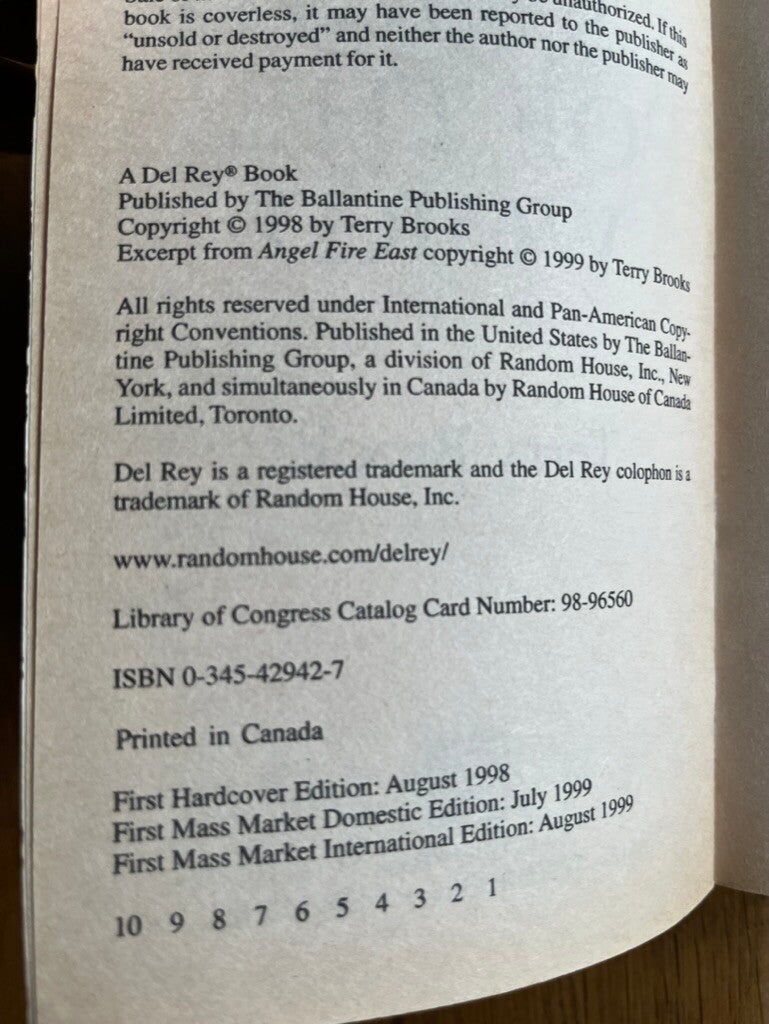 unauthorized. If this
book is coverless, it may have been reported to the publisher as
“unsold or destroyed” and neither the author nor the publisher may
have received payment for it.
A Del Rey® Book
Published by The Ballantine Publishing Group
Copyright © 1998 by Terry Brooks
Excerpt from Angel Fire East copyright © 1999 by Terry Brooks
All rights reserved under International and Pan-American Copy-
right Conventions. Published in the United States by The Ballan-
tine Publishing Group, a division of Random House, Inc., New
York, and simultaneously in Canada by Random House of Canada
Limited, Toronto.
Del Rey is a registered trademark and the Del Rey colophon is a
trademark of Random House, Inc.
www.randomhouse.com/delrey/
Library of Congress Catalog Card Number: 98-96560
ISBN 0-345-42942-7
Printed in Canada
First Hardcover Edition: August 1998
First Mass Market Domestic Edition: July 1999
First Mass Market International Edition: August 1999
10 9 8 7 6 5 4 3 2 1